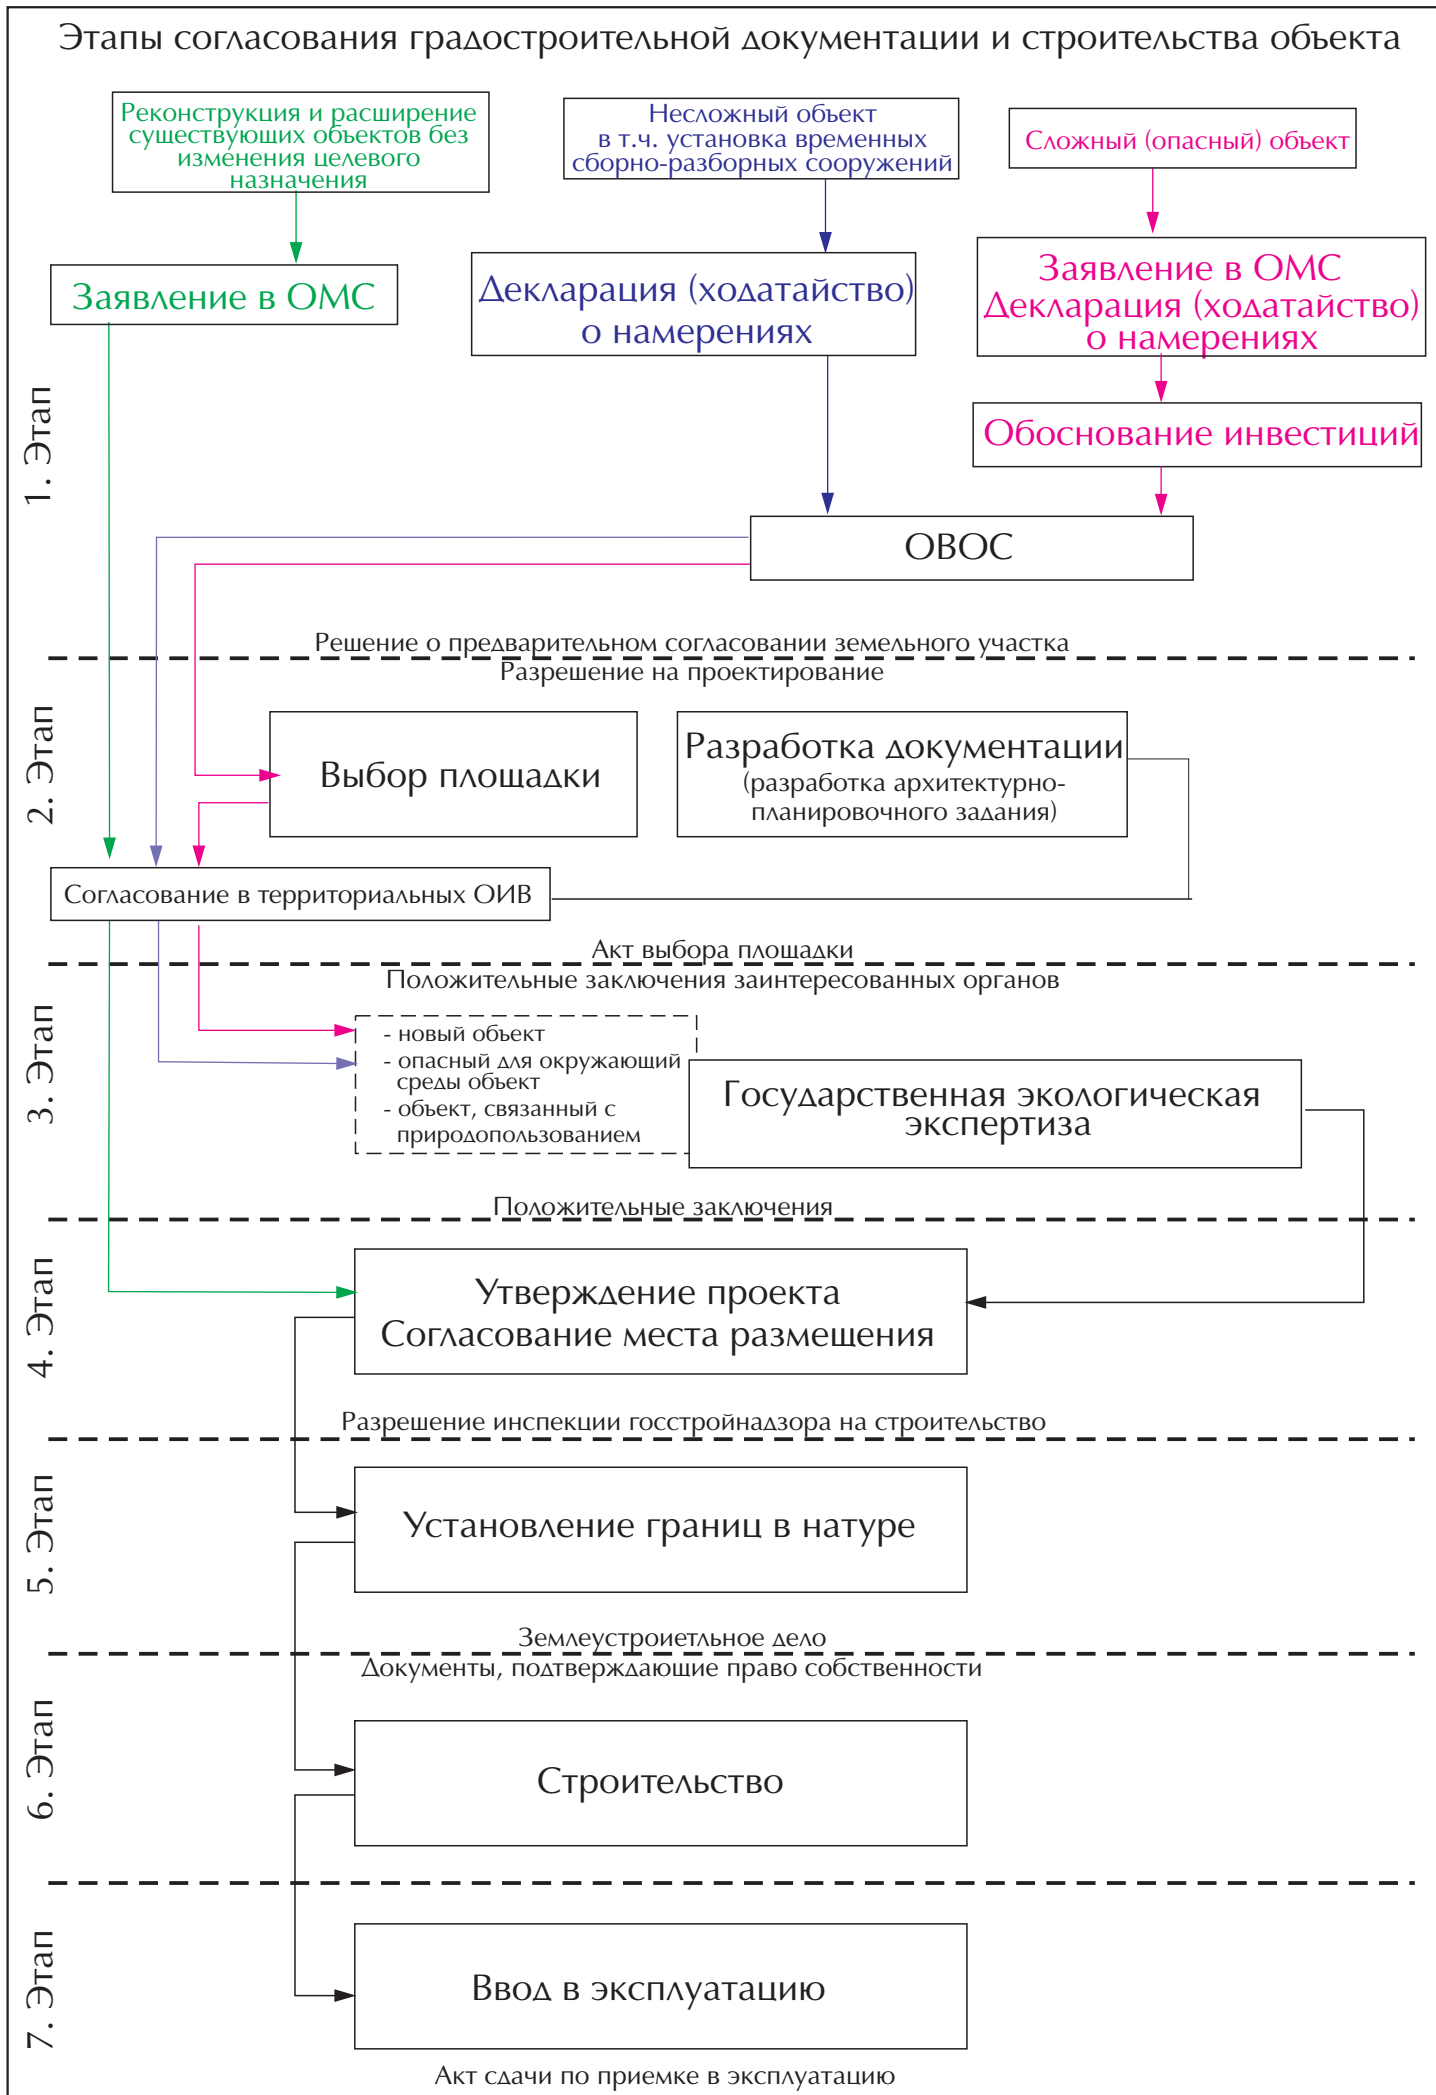 Этапы согласования градостроительной документации и строительства объекта
Реконструкция и расширение
существующих объектов без
изменения целевого
назначения
Несложный объект
в т.ч. установка временных
сборно-разборных сооружений
Сложный (опасный) объект
Заявление в ОМС
Декларация (ходатайство)
о намерениях
Заявление в ОМС
Декларация (ходатайство)
о намерениях
Обоснование инвестиций
1. Этап
ОВОС
Решение о предварительном согласовании земельного участка
Разрешение на проектирование
2. Этап
Выбор площадки
Разработка документации
(разработка архитектурно-
планировочного задания)
Согласование в территориальных ОИВ
Акт выбора площадки
Положительные заключения заинтересованных органов
3. Этап
- новый объект
- опасный для окружающий
среды объект
- объект, связанный с
природопользованием
Государственная экологическая
экспертиза
Положительные заключения
4. Этап
Утверждение проекта
Согласование места размещения
Разрешение инспекции госстройнадзора на строительство
5. Этап
Установление границ в натуре
Землеустроиетльное дело
Документы, подтверждающие право собственности
6. Этап
Строительство
7. Этап
Ввод в эксплуатацию
Акт сдачи по приемке в эксплуатацию